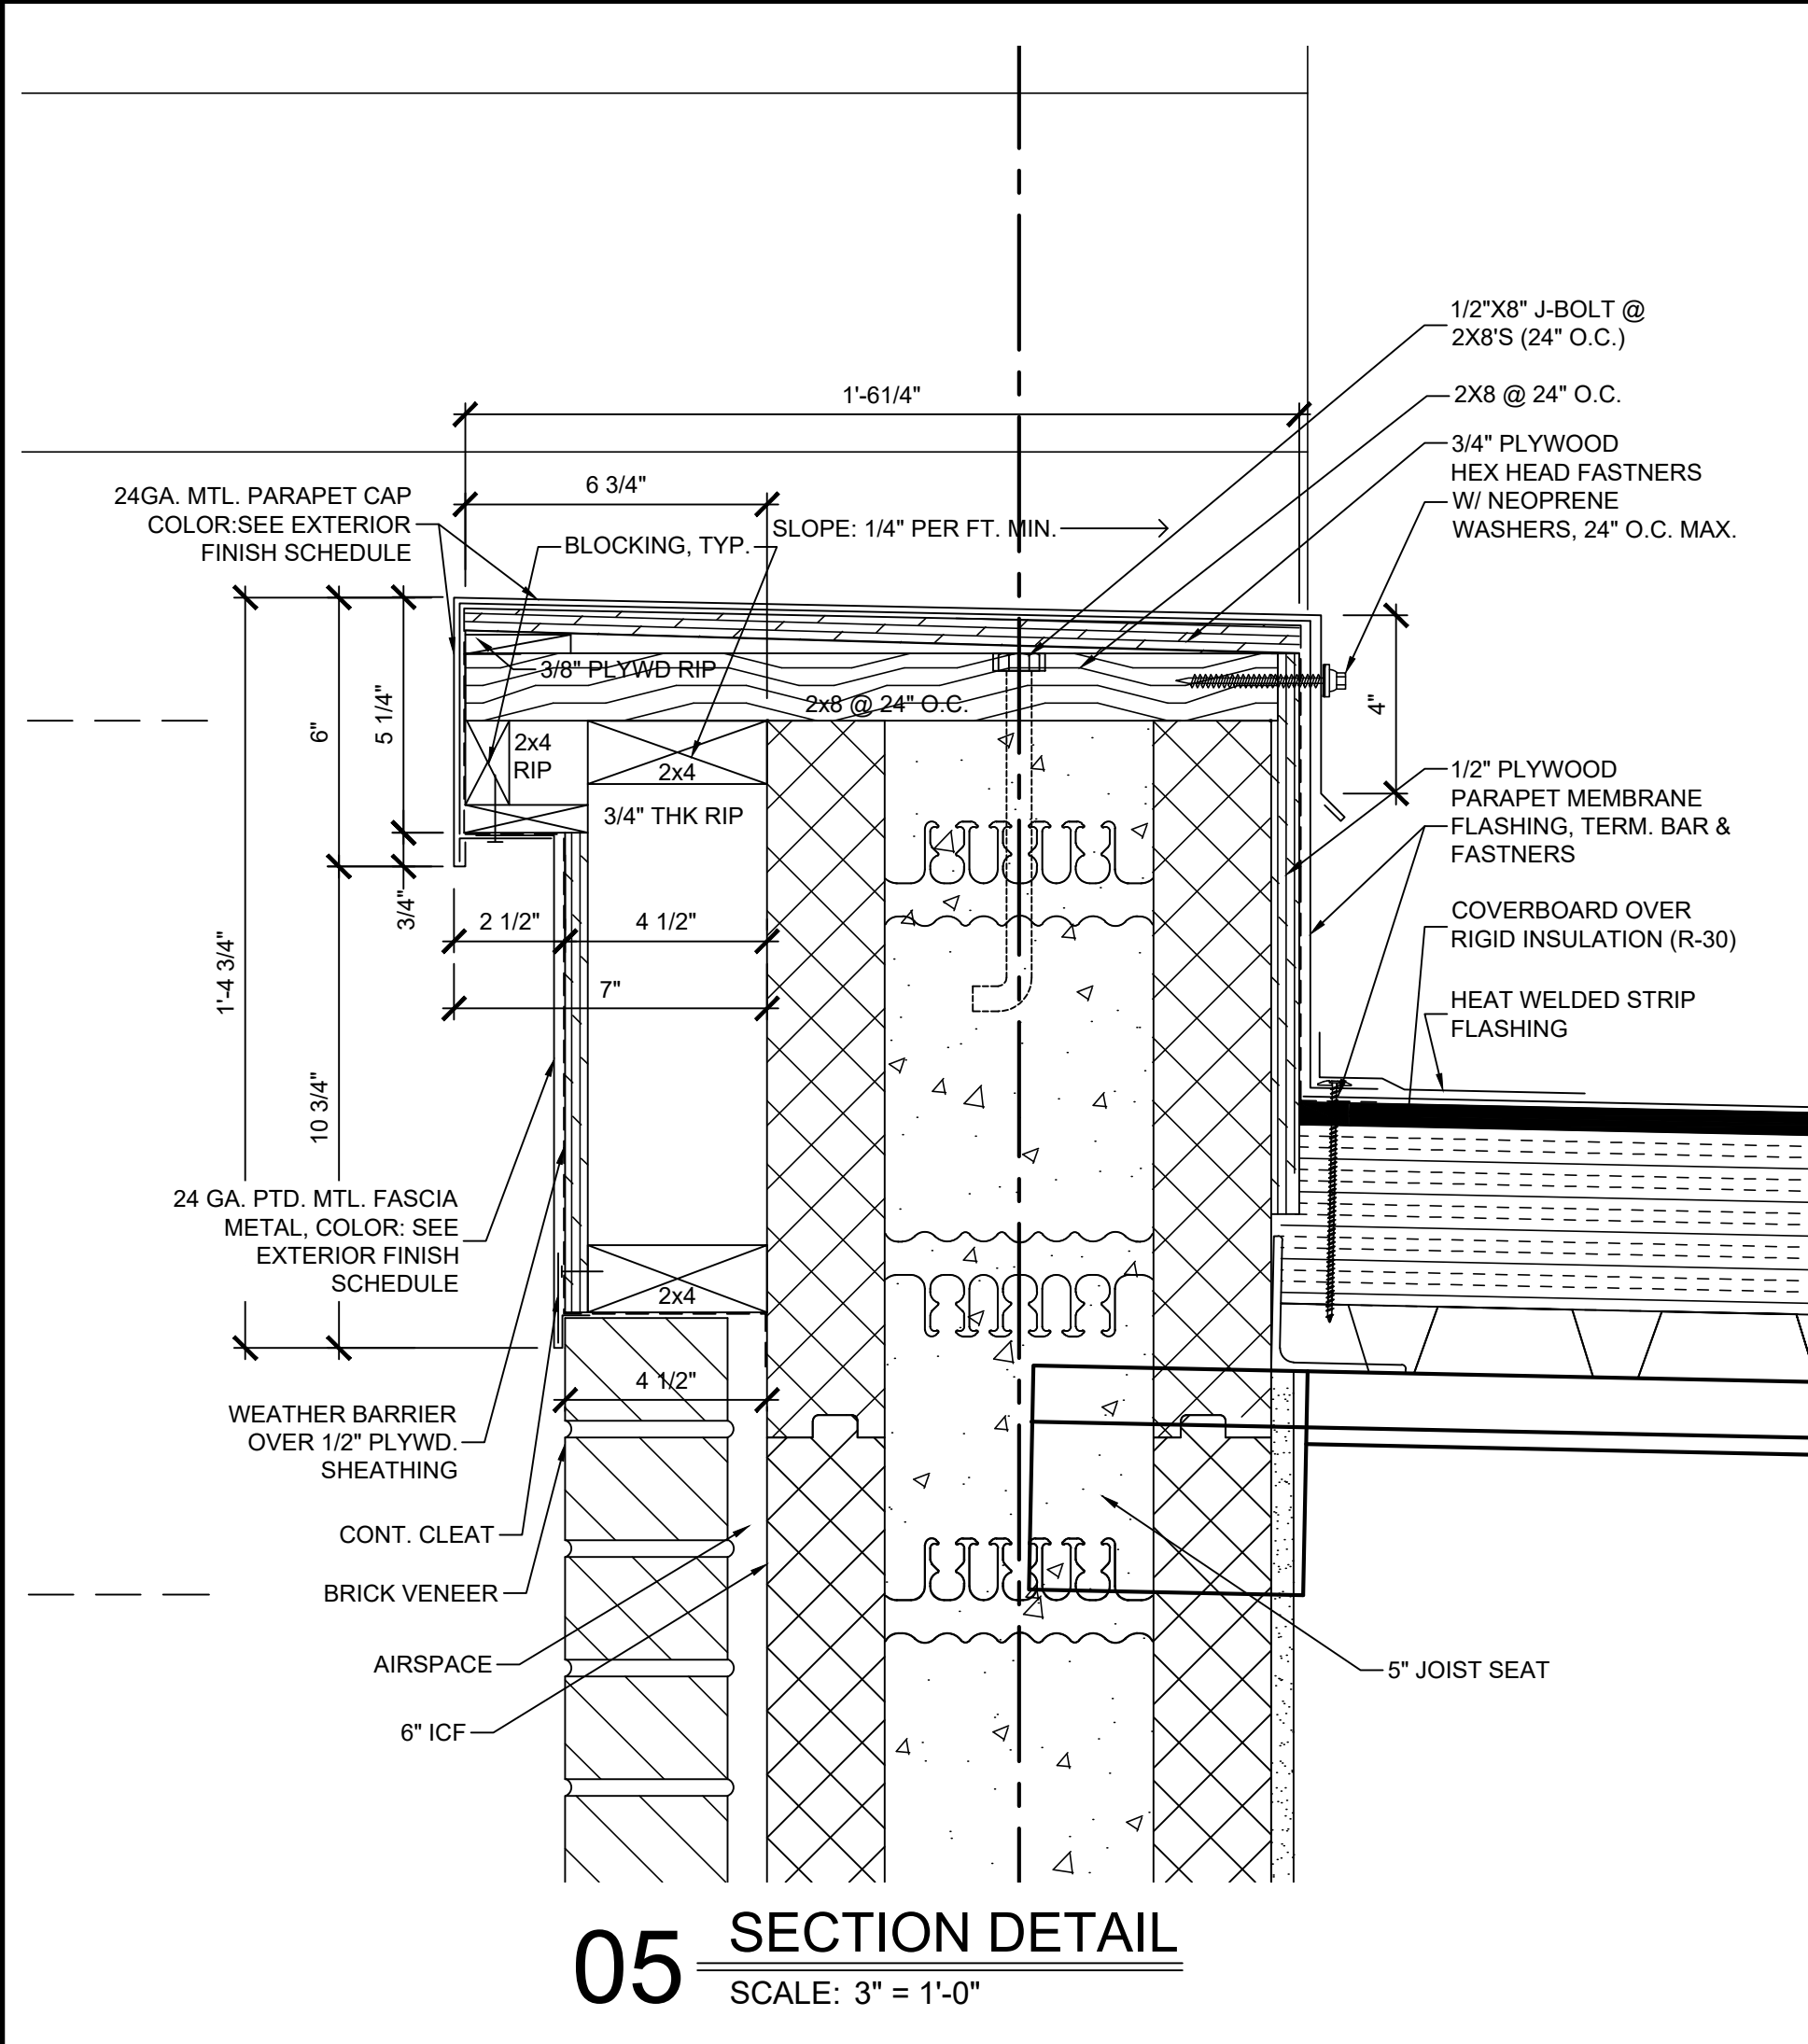 1/2"X8" J-BOLT @
2X8'S (24" O.C.)
1'-61/4"
2X8 @ 24" O.C.
3/4" PLYWOOD
HEX HEAD FASTNERS
W/ NEOPRENE
WASHERS, 24" O.C. MAX.
6 3/4"
24GA. MTL. PARAPET CAP
COLOR:SEE EXTERIOR
FINISH SCHEDULE
SLOPE: 1/4" PER FT. MIN.
BLOCKING, TYP.
3/8" PLYWD RIP
2x8 @ 24" O.C.
4"
5 1/4"
6"
2x4
RIP
2x4
3/4" THK RIP
1/2" PLYWOOD
PARAPET MEMBRANE
FLASHING, TERM. BAR &
FASTNERS
3/4"
2 1/2"
4 1/2"
COVERBOARD OVER
RIGID INSULATION (R-30)
1'-4 3/4"
7"
HEAT WELDED STRIP
FLASHING
10 3/4"
24 GA. PTD. MTL. FASCIA
METAL, COLOR: SEE
EXTERIOR FINISH
SCHEDULE
2x4
4 1/2"
WEATHER BARRIER
OVER 1/2" PLYWD.
SHEATHING
CONT. CLEAT
BRICK VENEER
AIRSPACE
5" JOIST SEAT
6" ICF
05
SECTION DETAIL
SCALE: 3" = 1'-0"